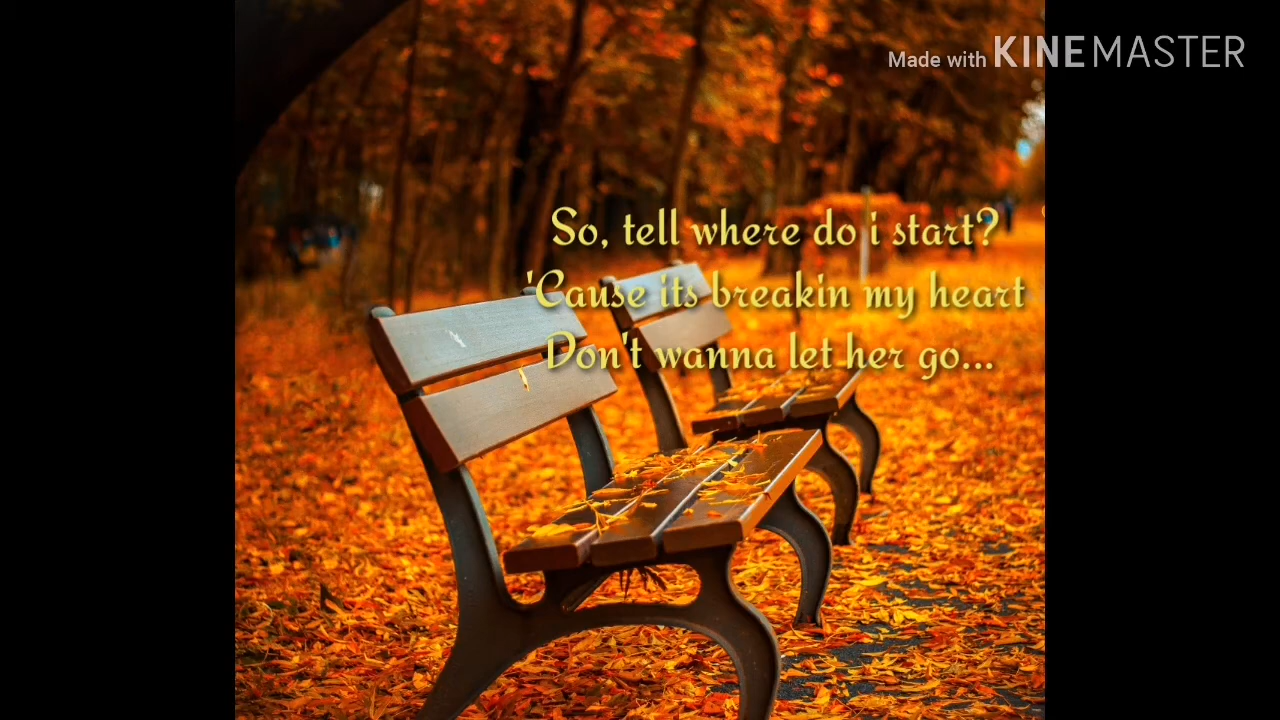 Made with KINEMASTER
So, tell where do i start?
'Cause its breakin my heart
Don't wanna let her go...